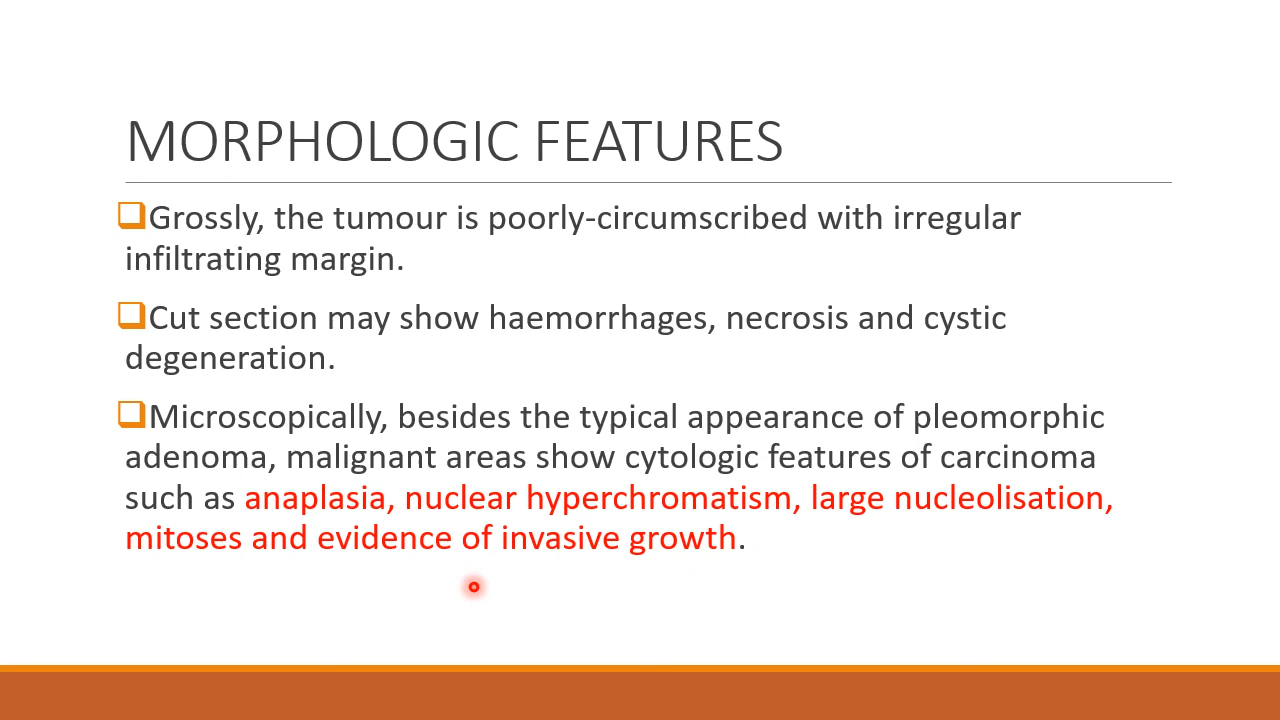 MORPHOLOGIC FEATURES
Grossly, the tumour is poorly-circumscribed with irregular
infiltrating margin.
Cut section may show haemorrhages, necrosis and cystic
degeneration.
Microscopically, besides the typical appearance of pleomorphic
adenoma, malignant areas show cytologic features of carcinoma
such as anaplasia, nuclear hyperchromatism, large nucleolisation,
mitoses and evidence of invasive growth.